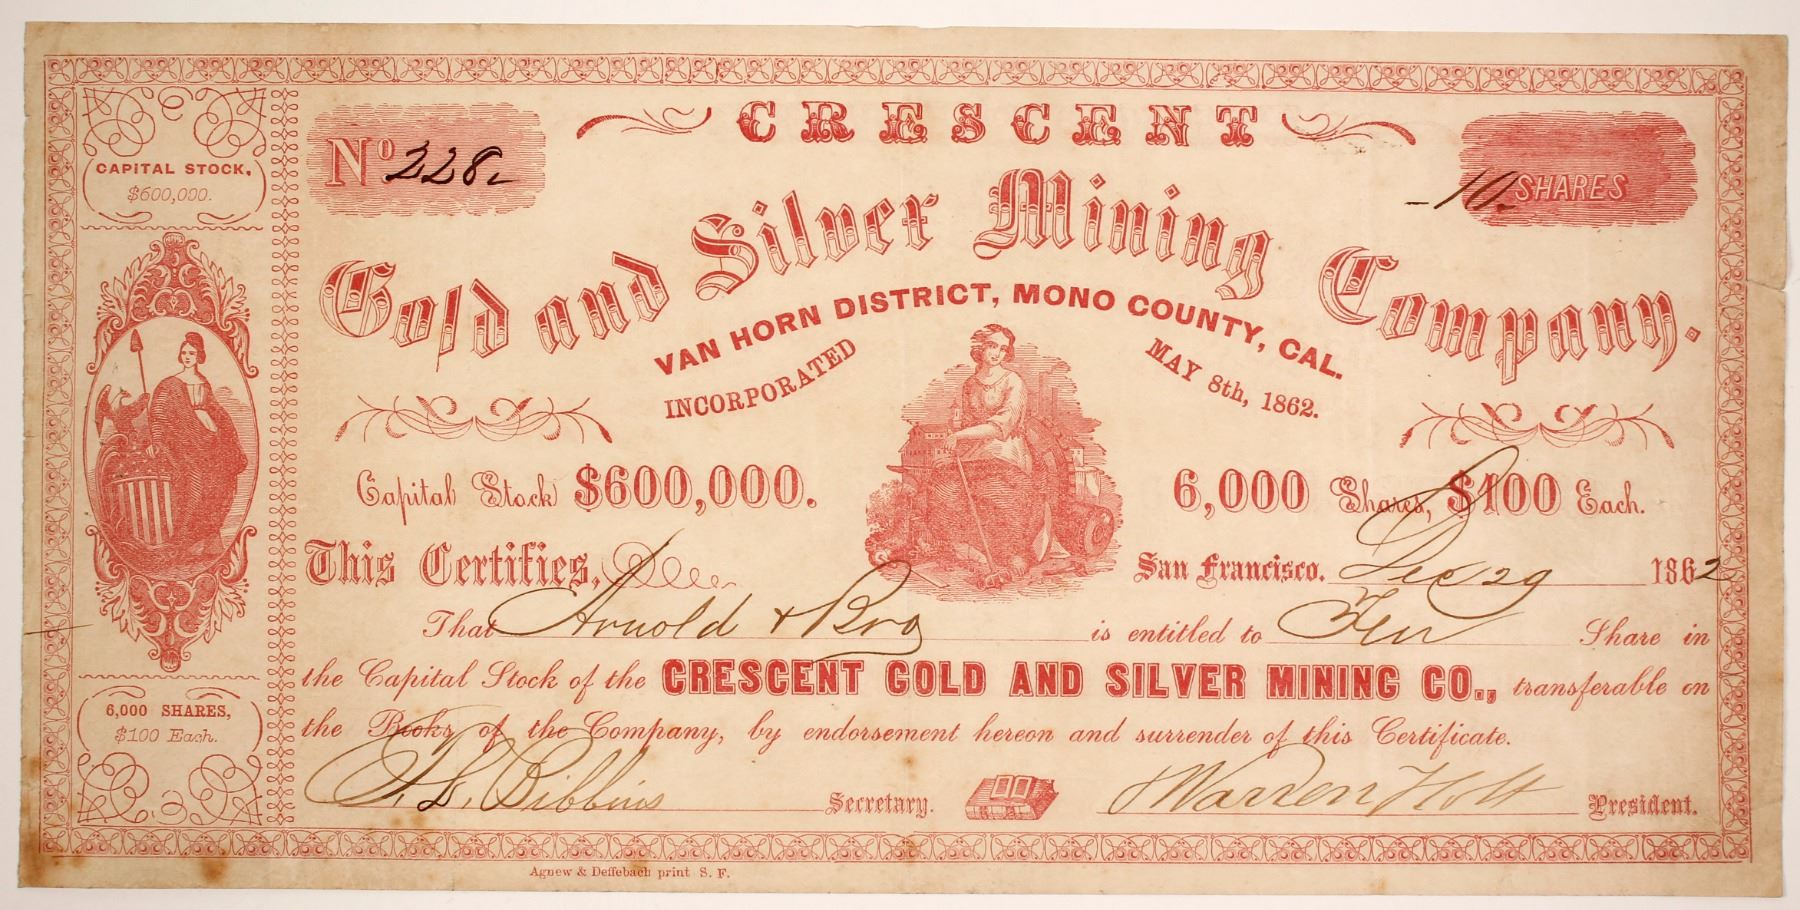 CAPITAL STOCK,
$600,000.
6,000 SHARES,
$100 Each.
No 228
10 SHARES
CRESCENT
Gold and Silver Mining Company.
VAN HORN DISTRICT, MONO COUNTY, CAL.
INCORPORATED MAY 8th, 1862.
Capital Stock $600,000. 6,000 Shares, $100 Each.
This Certifies, San Francisco. Dec 29 1862
That Arnold & Bro is entitled to Ten Share in
the Capital Stock of the CRESCENT GOLD AND SILVER MINING CO., transferable on
the Books of the Company, by endorsement hereon and surrender of this Certificate.
Bibbins Secretary. Warren Holt President.
Agnew & Deffebach print S. F.